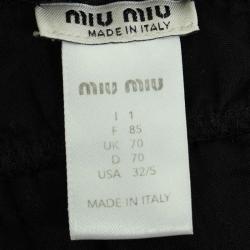 miu miu
MADE IN ITALY
miu miu
I 1
F 85
UK 70
D 70
USA 32/S
MADE IN ITALY